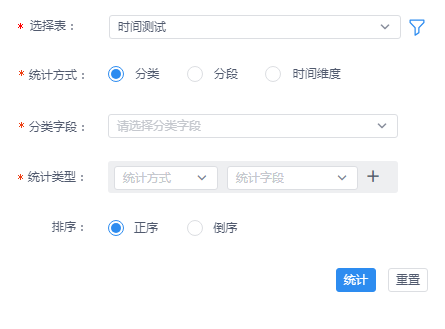 * 选择表： 时间测试
* 统计方式： 分类 分段 时间维度
* 分类字段： 请选择分类字段
* 统计类型： 统计方式 统计字段 +
排序： 正序 倒序
统计 重置